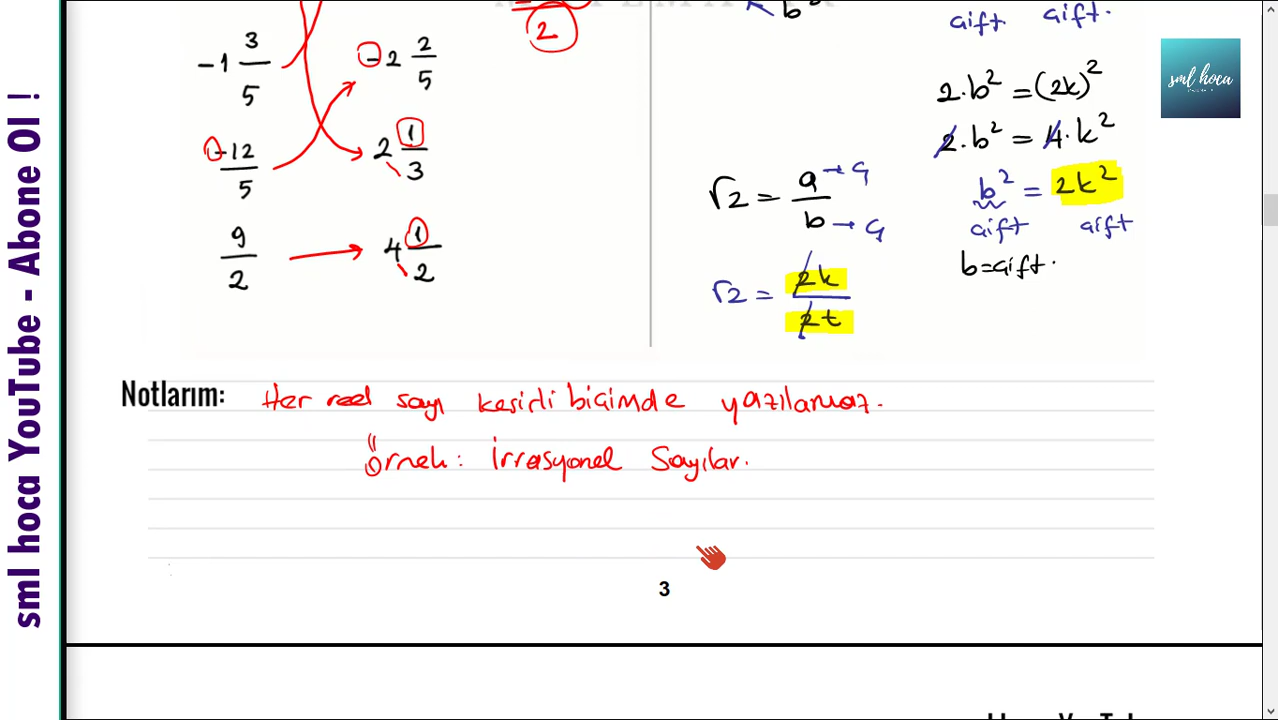 sml hoca YouTube - Abone Ol !
-1 3/5
-12/5
9/2
2
-2 2/5
2 1/3
4 1/2
çift çift.
2.b² = (2k)²
2.b² = 4.k²
b² = 2k²
çift çift
b=çift.
√2 = a/b → Ç → Ç
√2 = 2k/2t
sml hoca
Notlarım: Her reel sayı kesirli biçimde yazılamaz.
Örnek: İrrasyonel Sayılar.
3